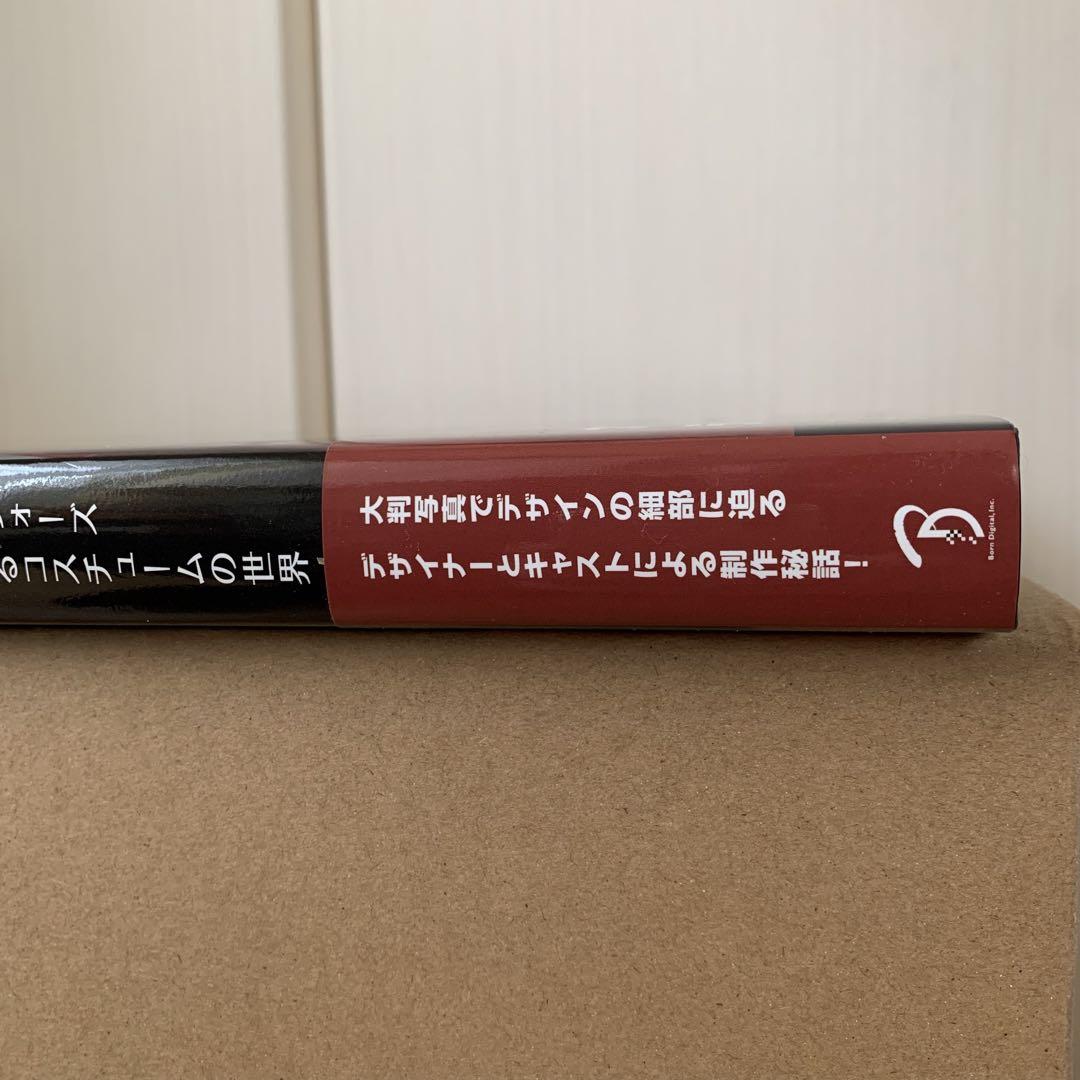 ォーズ
るコスチュームの世界
大判写真でデザインの細部に迫る
デザイナーとキャストによる制作秘話!
Born Digital, Inc.